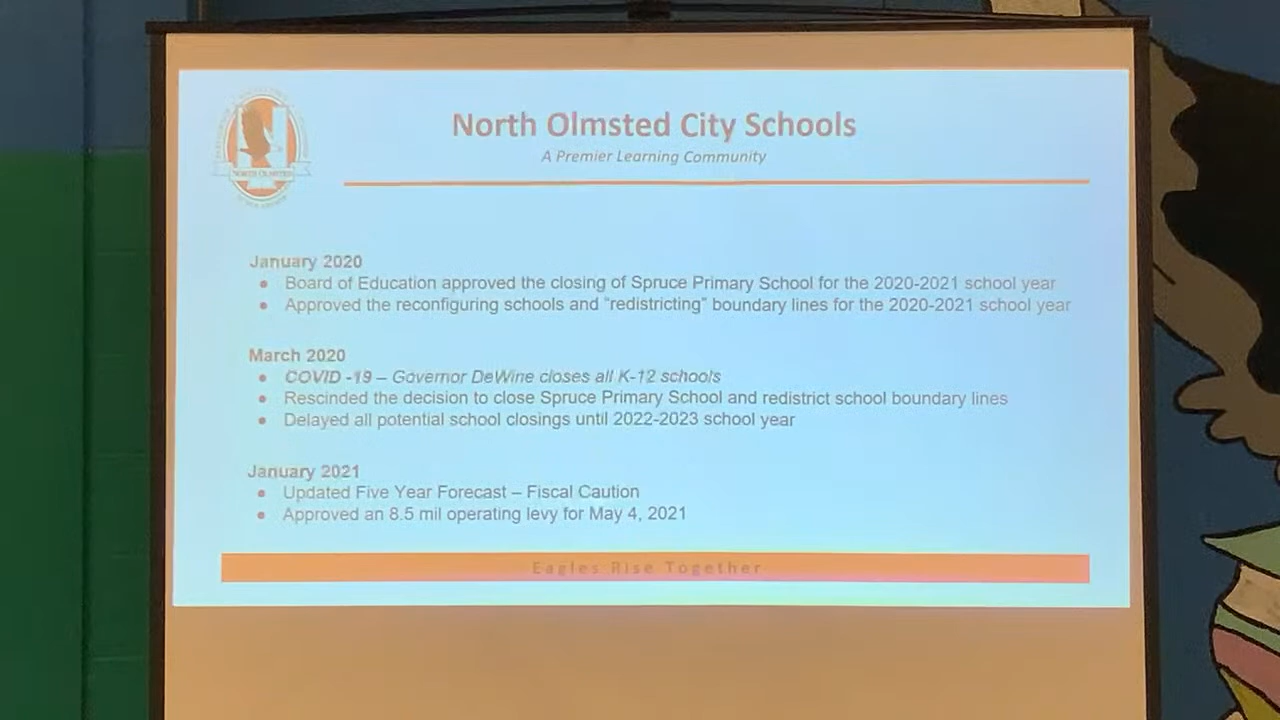 North Olmsted City Schools
A Premier Learning Community
NORTH OLMSTED
January 2020
● Board of Education approved the closing of Spruce Primary School for the 2020-2021 school year
● Approved the reconfiguring schools and “redistricting” boundary lines for the 2020-2021 school year
March 2020
● COVID -19 – Governor DeWine closes all K-12 schools
● Rescinded the decision to close Spruce Primary School and redistrict school boundary lines
● Delayed all potential school closings until 2022-2023 school year
January 2021
● Updated Five Year Forecast – Fiscal Caution
● Approved an 8.5 mil operating levy for May 4, 2021
Eagles Rise Together